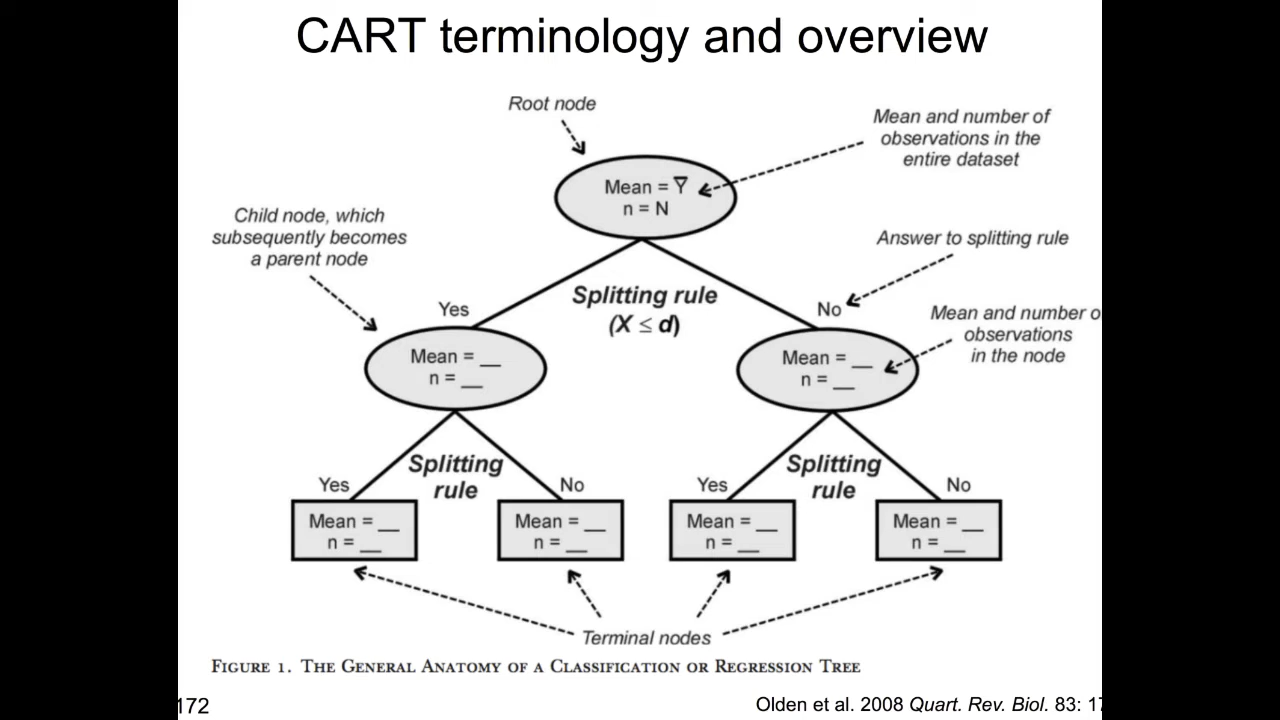 CART terminology and overview
Root node
Mean and number of
observations in the
entire dataset
Mean = Y̅
n = N
Child node, which
subsequently becomes
a parent node
Answer to splitting rule
Yes
Splitting rule
(X ≤ d)
No
Mean and number o
observations
in the node
Mean = __
n = __
Mean = __
n = __
Yes
Splitting
rule
No
Yes
Splitting
rule
No
Mean = __
n = __
Mean = __
n = __
Mean = __
n = __
Mean = __
n = __
Terminal nodes
FIGURE 1. THE GENERAL ANATOMY OF A CLASSIFICATION OR REGRESSION TREE
172
Olden et al. 2008 Quart. Rev. Biol. 83: 17